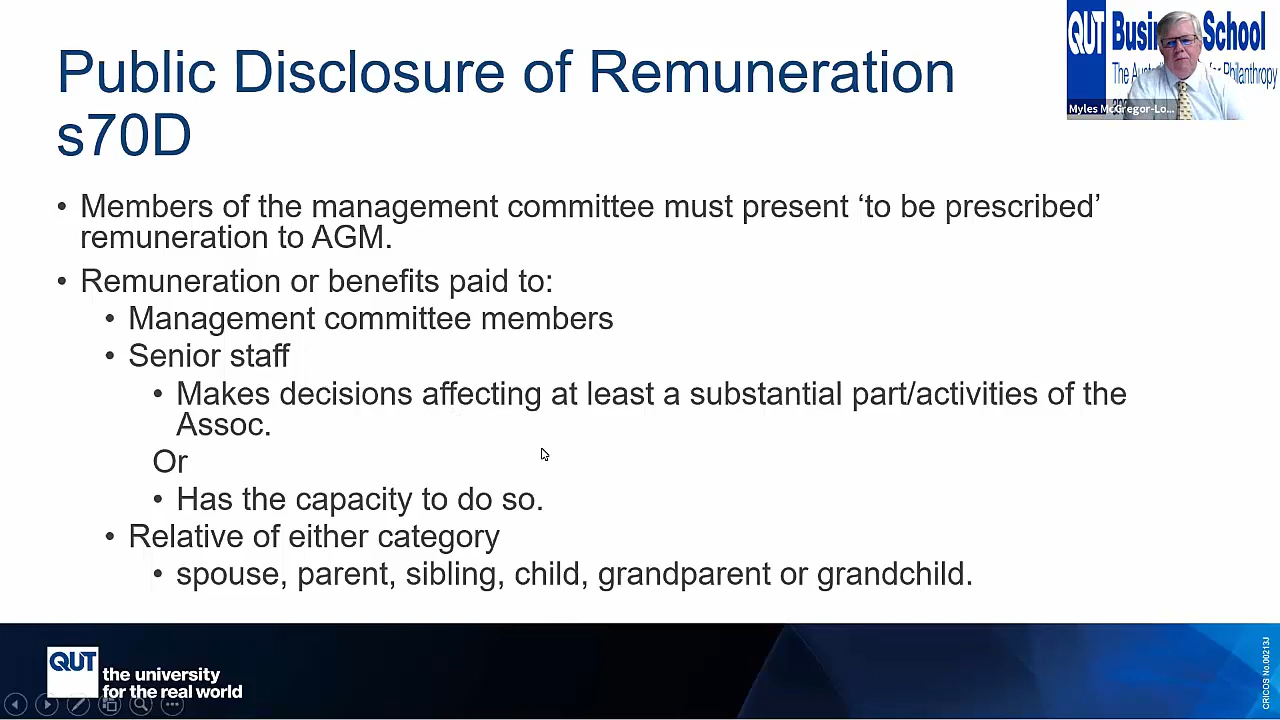 Public Disclosure of Remuneration
s70D
• Members of the management committee must present ‘to be prescribed’
remuneration to AGM.
• Remuneration or benefits paid to:
• Management committee members
• Senior staff
• Makes decisions affecting at least a substantial part/activities of the
Assoc.
Or
• Has the capacity to do so.
• Relative of either category
• spouse, parent, sibling, child, grandparent or grandchild.
QUT
School
The
for Philanthropy
Myles McGregor-Lo...
QUT
the university
for the real world
CRICOS No.00213J